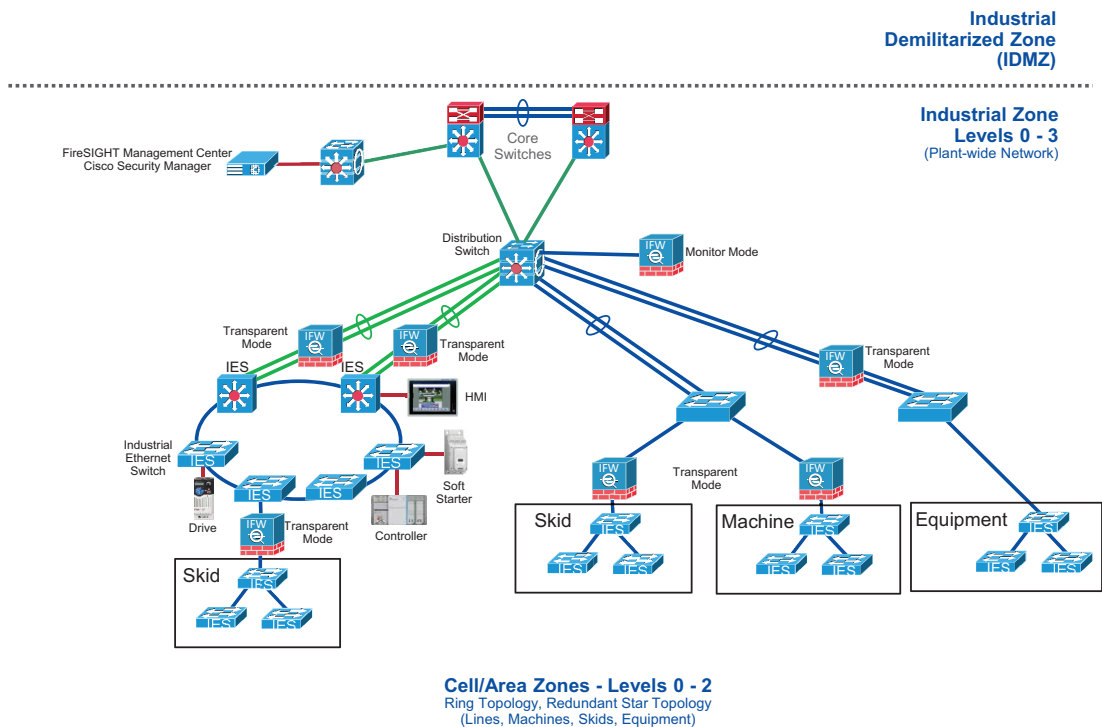 Industrial
Demilitarized Zone
(IDMZ)
Industrial Zone
Levels 0 - 3
(Plant-wide Network)
Core
Switches
FireSIGHT Management Center
Cisco Security Manager
Distribution
Switch
IFW
Monitor Mode
Transparent
Mode
IFW
IFW
Transparent
Mode
IFW
Transparent
Mode
IES
IES
HMI
Industrial
Ethernet
Switch
IES
IES
IES
IES
Soft
Starter
Drive
Controller
IFW
Transparent
Mode
IFW
Transparent
Mode
IFW
Skid
IES
IES
IES
Skid
IES
IES
IES
Machine
IES
IES
IES
Equipment
IES
IES
IES
Cell/Area Zones - Levels 0 - 2
Ring Topology, Redundant Star Topology
(Lines, Machines, Skids, Equipment)